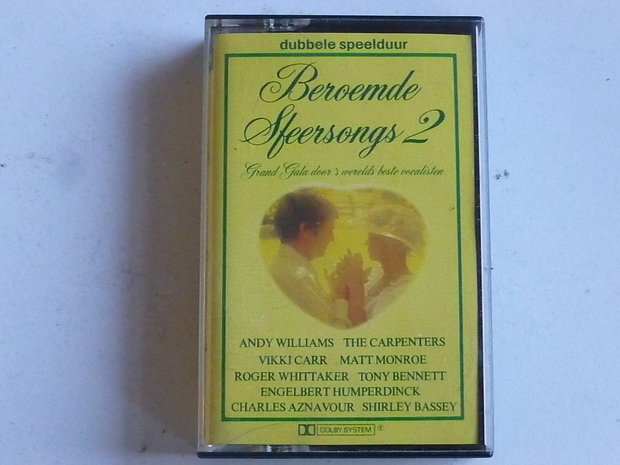 dubbele speelduur
Beroemde
Sfeersongs 2
Grand Gala door 's werelds beste vocalisten
ANDY WILLIAMS THE CARPENTERS
VIKKI CARR MATT MONROE
ROGER WHITTAKER TONY BENNETT
ENGELBERT HUMPERDINCK
CHARLES AZNAVOUR SHIRLEY BASSEY
DOLBY SYSTEM ®